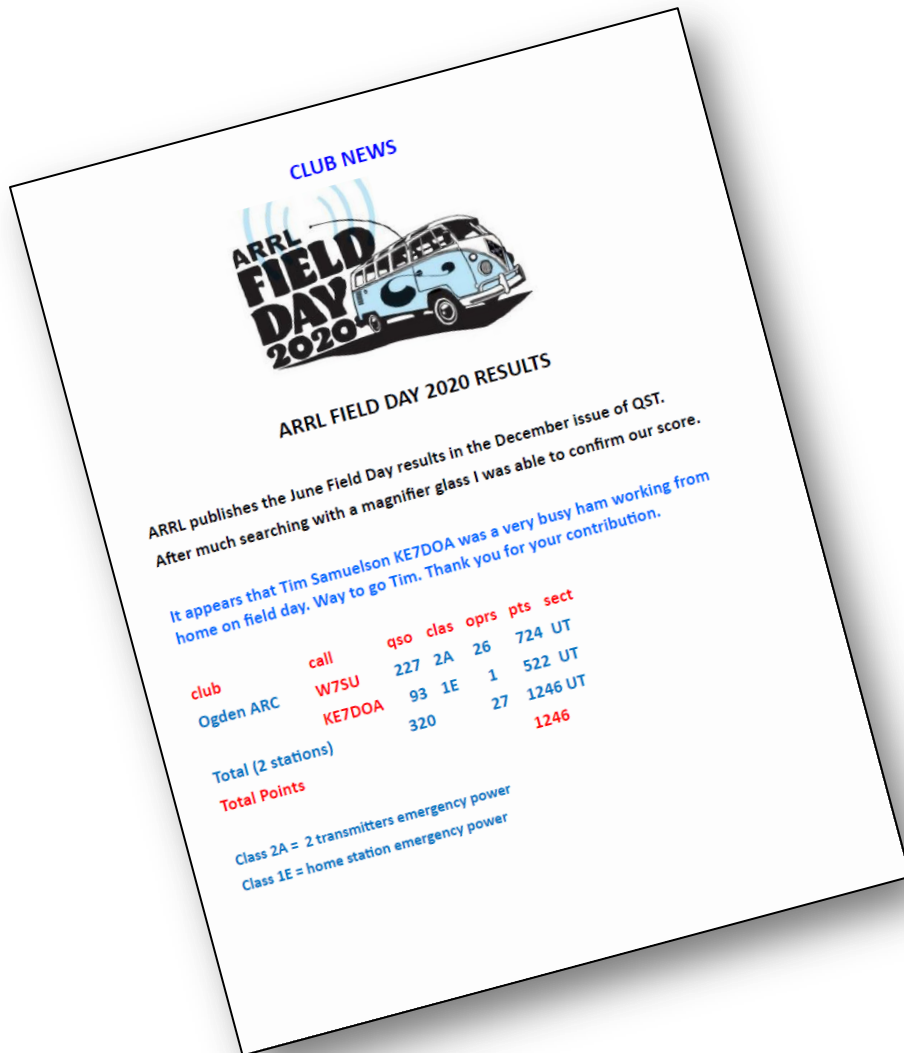 CLUB NEWS
ARRL
FIELD
DAY
2020
ARRL FIELD DAY 2020 RESULTS
ARRL publishes the June Field Day results in the December issue of QST.
After much searching with a magnifier glass I was able to confirm our score.
It appears that Tim Samuelson KE7DOA was a very busy ham working from
home on field day. Way to go Tim. Thank you for your contribution.
club call qso clas oprs pts sect
Ogden ARC W7SU 227 2A 26 724 UT
KE7DOA 93 1E 1 522 UT
Total (2 stations) 320 27 1246 UT
Total Points 1246
Class 2A = 2 transmitters emergency power
Class 1E = home station emergency power